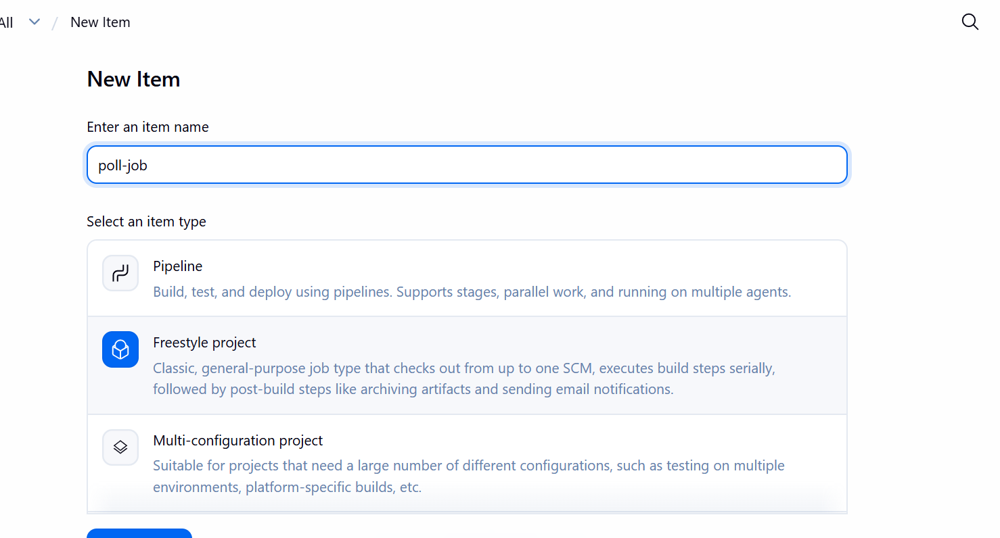 All / New Item
New Item
Enter an item name
poll-job
Select an item type
Pipeline
Build, test, and deploy using pipelines. Supports stages, parallel work, and running on multiple agents.
Freestyle project
Classic, general-purpose job type that checks out from up to one SCM, executes build steps serially,
followed by post-build steps like archiving artifacts and sending email notifications.
Multi-configuration project
Suitable for projects that need a large number of different configurations, such as testing on multiple
environments, platform-specific builds, etc.